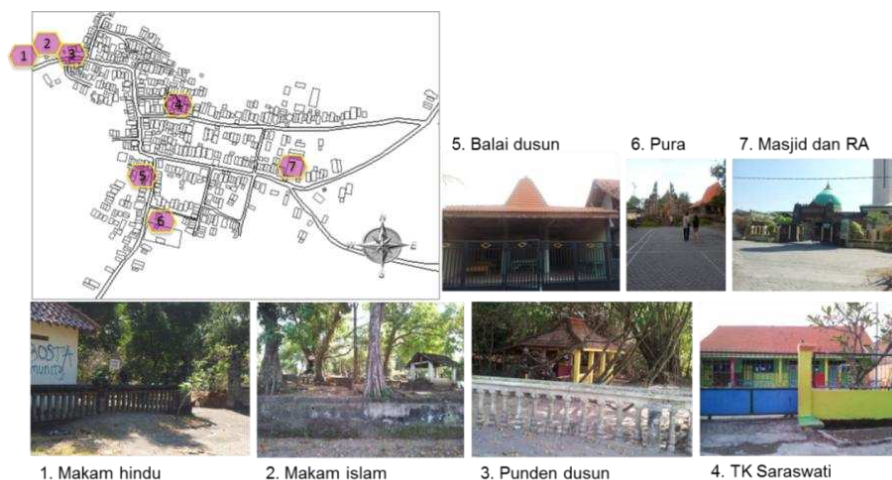 1
2
3
4
5
6
7
5. Balai dusun
6. Pura
7. Masjid dan RA
1. Makam hindu
2. Makam islam
3. Punden dusun
4. TK Saraswati